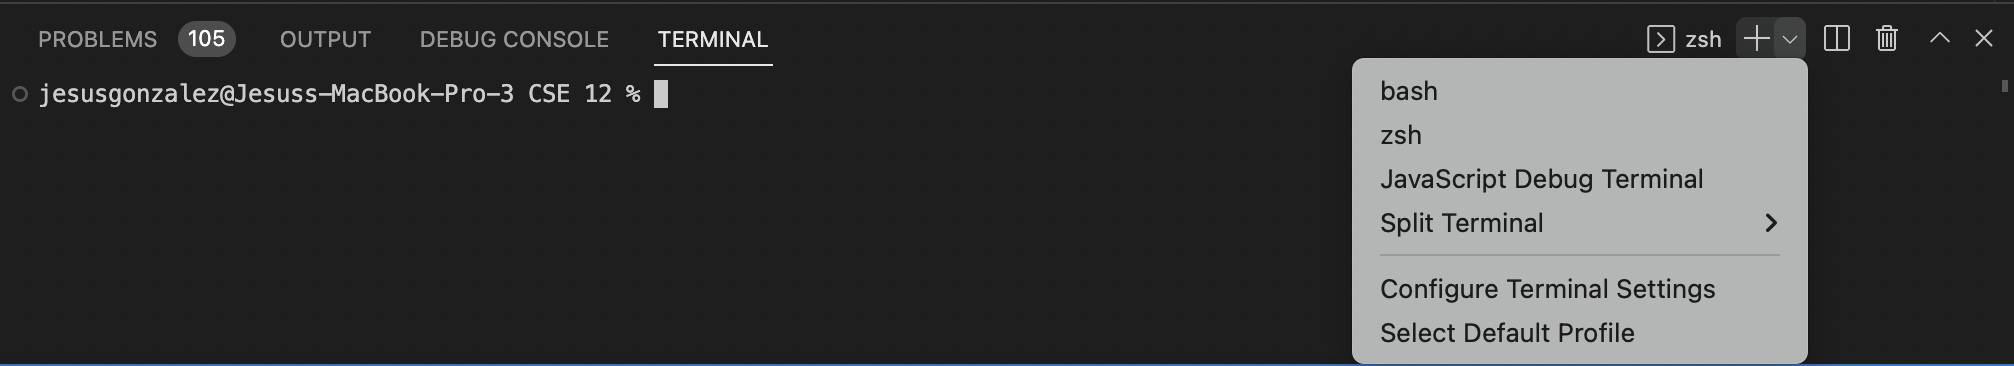 PROBLEMS 105 OUTPUT DEBUG CONSOLE TERMINAL zsh
jesusgonzalez@Jesuss-MacBook-Pro-3 CSE 12 %
bash
zsh
JavaScript Debug Terminal
Split Terminal
Configure Terminal Settings
Select Default Profile